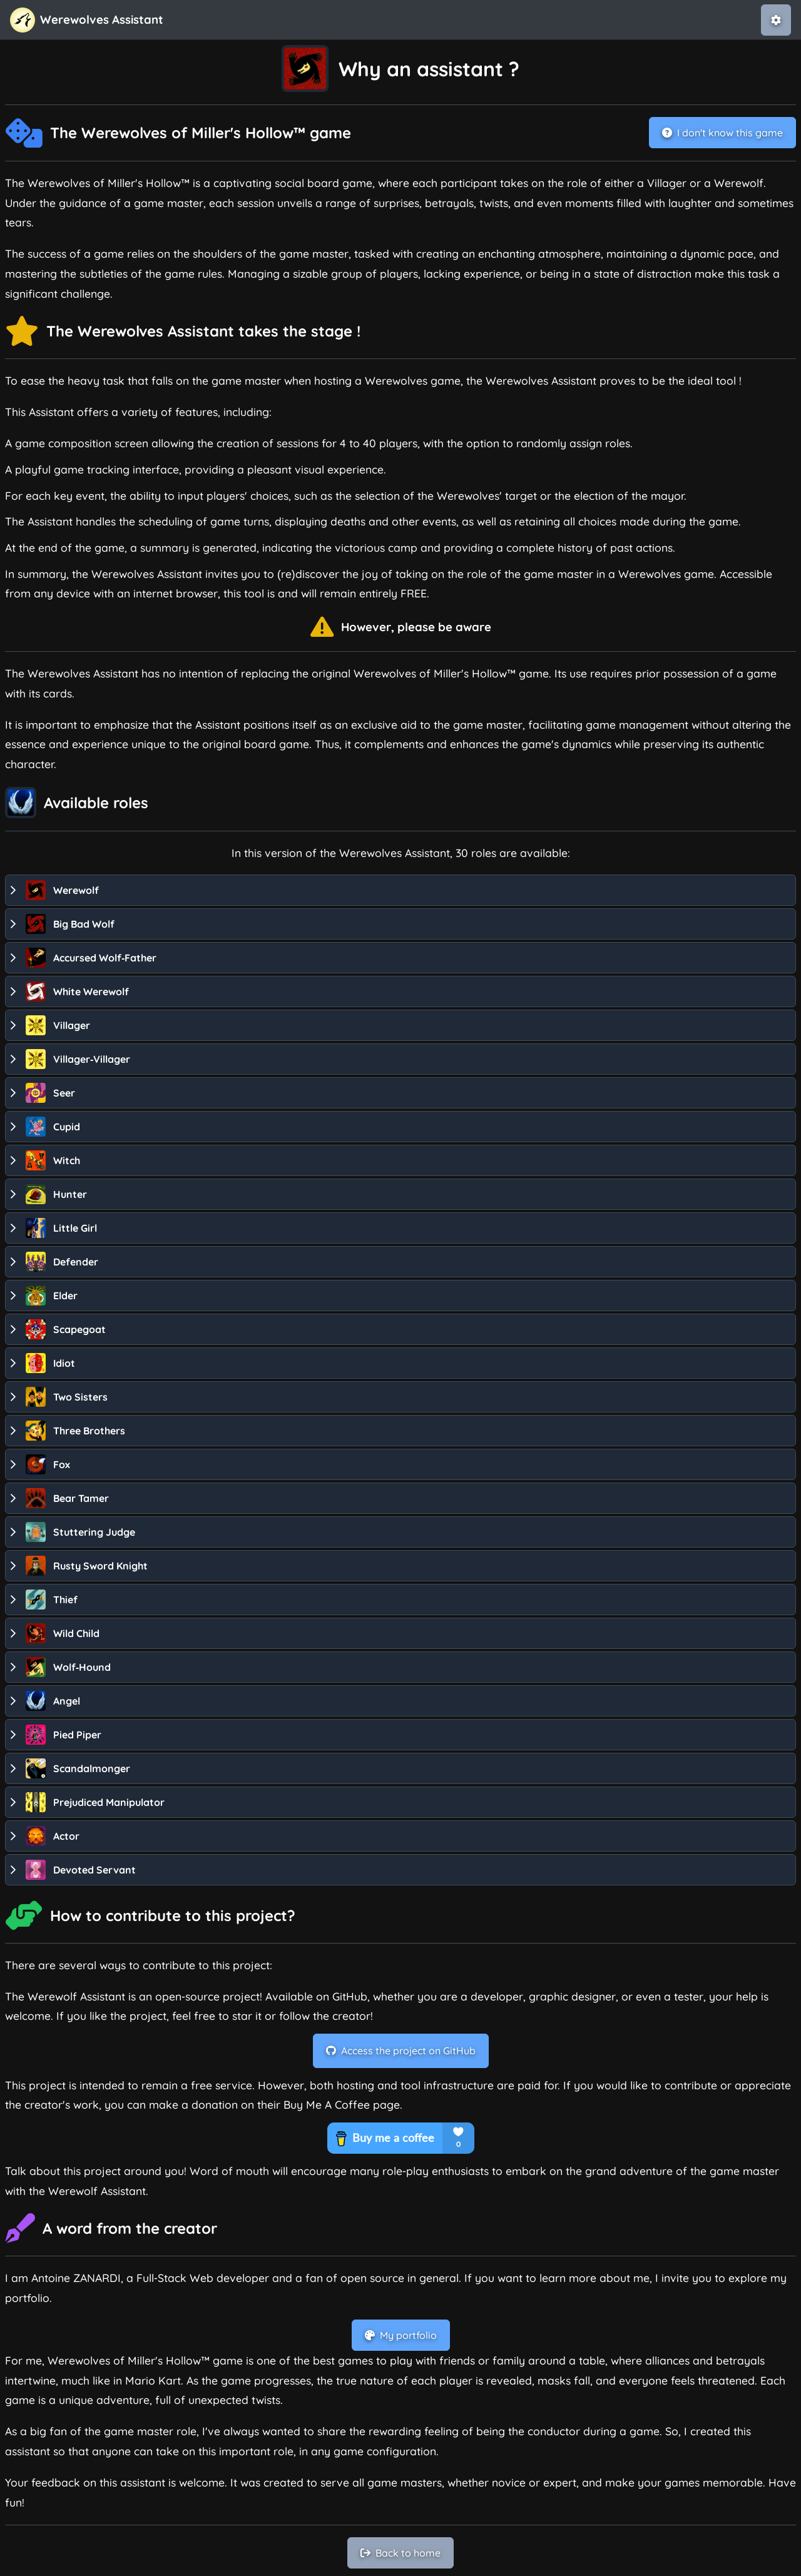 Werewolves Assistant
Why an assistant ?
The Werewolves of Miller's Hollow™ game
I don't know this game
The Werewolves of Miller's Hollow™ is a captivating social board game, where each participant takes on the role of either a Villager or a Werewolf.
Under the guidance of a game master, each session unveils a range of surprises, betrayals, twists, and even moments filled with laughter and sometimes
tears.
The success of a game relies on the shoulders of the game master, tasked with creating an enchanting atmosphere, maintaining a dynamic pace, and
mastering the subtleties of the game rules. Managing a sizable group of players, lacking experience, or being in a state of distraction make this task a
significant challenge.
The Werewolves Assistant takes the stage !
To ease the heavy task that falls on the game master when hosting a Werewolves game, the Werewolves Assistant proves to be the ideal tool !
This Assistant offers a variety of features, including:
A game composition screen allowing the creation of sessions for 4 to 40 players, with the option to randomly assign roles.
A playful game tracking interface, providing a pleasant visual experience.
For each key event, the ability to input players' choices, such as the selection of the Werewolves' target or the election of the mayor.
The Assistant handles the scheduling of game turns, displaying deaths and other events, as well as retaining all choices made during the game.
At the end of the game, a summary is generated, indicating the victorious camp and providing a complete history of past actions.
In summary, the Werewolves Assistant invites you to (re)discover the joy of taking on the role of the game master in a Werewolves game. Accessible
from any device with an internet browser, this tool is and will remain entirely FREE.
However, please be aware
The Werewolves Assistant has no intention of replacing the original Werewolves of Miller's Hollow™ game. Its use requires prior possession of a game
with its cards.
It is important to emphasize that the Assistant positions itself as an exclusive aid to the game master, facilitating game management without altering the
essence and experience unique to the original board game. Thus, it complements and enhances the game's dynamics while preserving its authentic
character.
Available roles
In this version of the Werewolves Assistant, 30 roles are available:
Werewolf
Big Bad Wolf
Accursed Wolf-Father
White Werewolf
Villager
Villager-Villager
Seer
Cupid
Witch
Hunter
Little Girl
Defender
Elder
Scapegoat
Idiot
Two Sisters
Three Brothers
Fox
Bear Tamer
Stuttering Judge
Rusty Sword Knight
Thief
Wild Child
Wolf-Hound
Angel
Pied Piper
Scandalmonger
Prejudiced Manipulator
Actor
Devoted Servant
How to contribute to this project?
There are several ways to contribute to this project:
The Werewolf Assistant is an open-source project! Available on GitHub, whether you are a developer, graphic designer, or even a tester, your help is
welcome. If you like the project, feel free to star it or follow the creator!
Access the project on GitHub
This project is intended to remain a free service. However, both hosting and tool infrastructure are paid for. If you would like to contribute or appreciate
the creator's work, you can make a donation on their Buy Me A Coffee page.
Buy me a coffee
0
Talk about this project around you! Word of mouth will encourage many role-play enthusiasts to embark on the grand adventure of the game master
with the Werewolf Assistant.
A word from the creator
I am Antoine ZANARDI, a Full-Stack Web developer and a fan of open source in general. If you want to learn more about me, I invite you to explore my
portfolio.
My portfolio
For me, Werewolves of Miller's Hollow™ game is one of the best games to play with friends or family around a table, where alliances and betrayals
intertwine, much like in Mario Kart. As the game progresses, the true nature of each player is revealed, masks fall, and everyone feels threatened. Each
game is a unique adventure, full of unexpected twists.
As a big fan of the game master role, I've always wanted to share the rewarding feeling of being the conductor during a game. So, I created this
assistant so that anyone can take on this important role, in any game configuration.
Your feedback on this assistant is welcome. It was created to serve all game masters, whether novice or expert, and make your games memorable. Have
fun!
Back to home